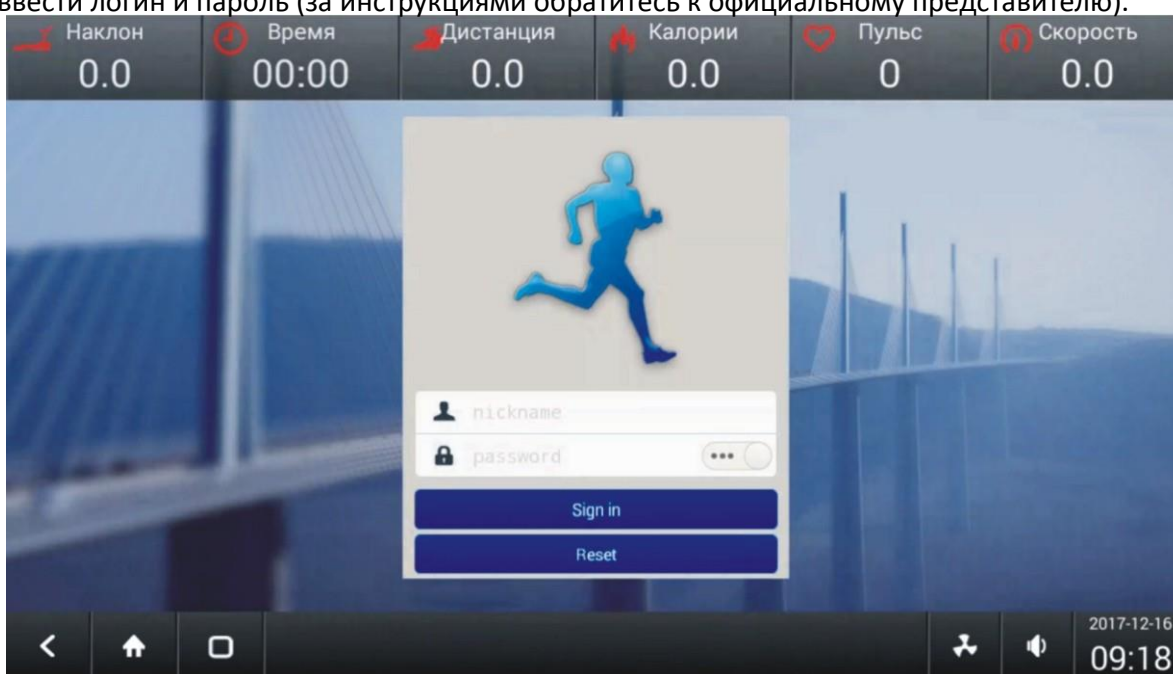 ввести логин и пароль (за инструкциями обратитесь к официальному представителю).
Наклон Время Дистанция Калории Пульс Скорость
0.0 00:00 0.0 0.0 0 0.0
nickname
password
Sign in
Reset
2017-12-16
09:18